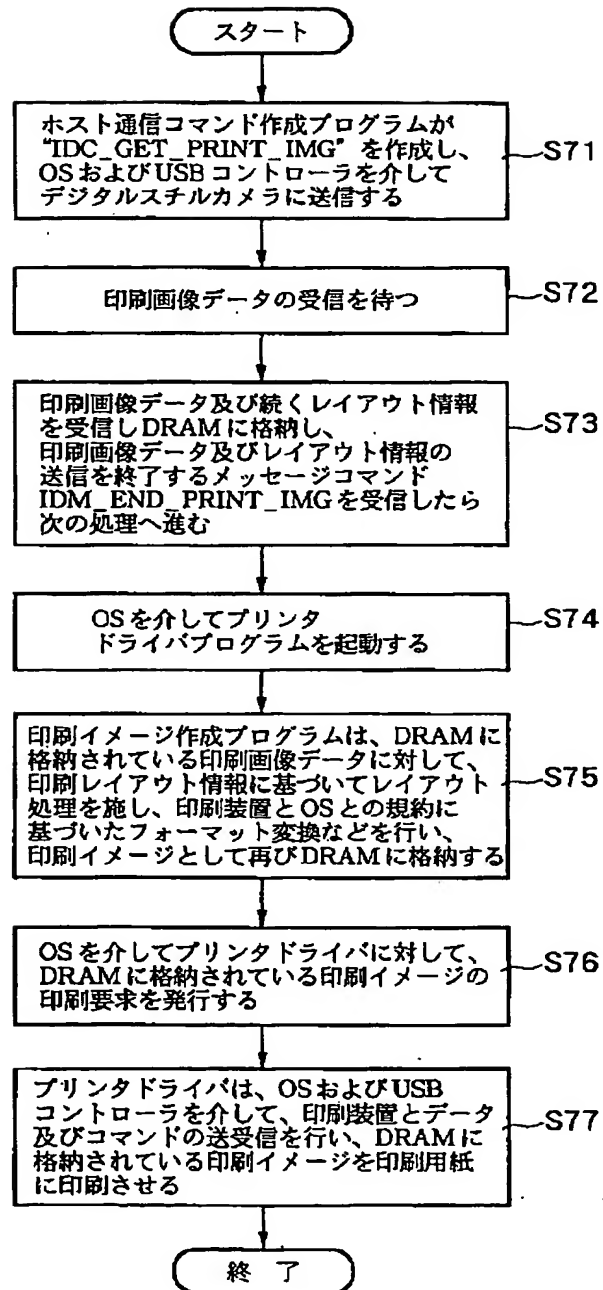 スタート
ホスト通信コマンド作成プログラムが
"IDC_GET_PRINT_IMG" を作成し、
OSおよびUSBコントローラを介して
デジタルスチルカメラに送信する
S71
印刷画像データの受信を待つ
S72
印刷画像データ及び続くレイアウト情報
を受信しDRAMに格納し、
印刷画像データ及びレイアウト情報の
送信を終了するメッセージコマンド
IDM_END_PRINT_IMGを受信したら
次の処理へ進む
S73
OSを介してプリンタ
ドライバプログラムを起動する
S74
印刷イメージ作成プログラムは、DRAMに
格納されている印刷画像データに対して、
印刷レイアウト情報に基づいてレイアウト
処理を施し、印刷装置とOSとの規約に
基づいたフォーマット変換などを行い、
印刷イメージとして再びDRAMに格納する
S75
OSを介してプリンタドライバに対して、
DRAMに格納されている印刷イメージの
印刷要求を発行する
S76
プリンタドライバは、OSおよびUSB
コントローラを介して、印刷装置とデータ
及びコマンドの送受信を行い、DRAMに
格納されている印刷イメージを印刷用紙
に印刷させる
S77
終 了